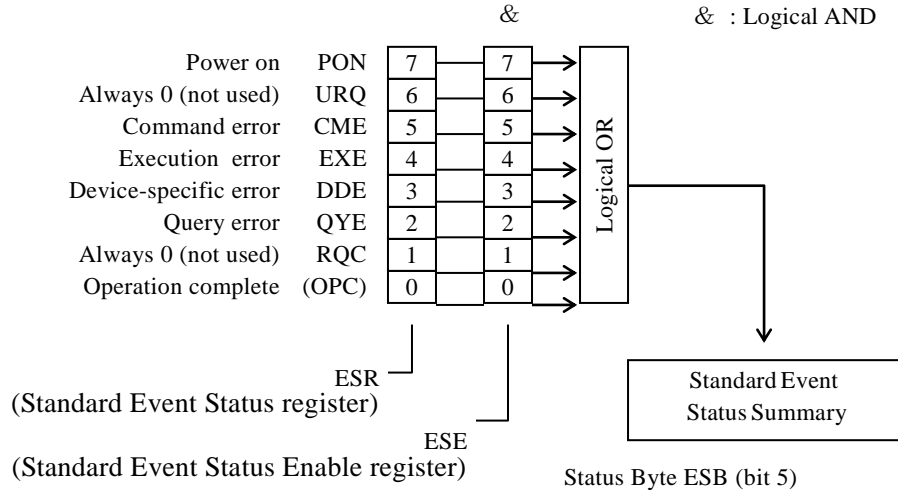 & & : Logical AND
Power on PON 7 7
Always 0 (not used) URQ 6 6
Command error CME 5 5
Execution error EXE 4 4
Device-specific error DDE 3 3
Query error QYE 2 2
Always 0 (not used) RQC 1 1
Operation complete (OPC) 0 0
Logical OR
ESR
(Standard Event Status register)
ESE
(Standard Event Status Enable register)
Standard Event
Status Summary
Status Byte ESB (bit 5)